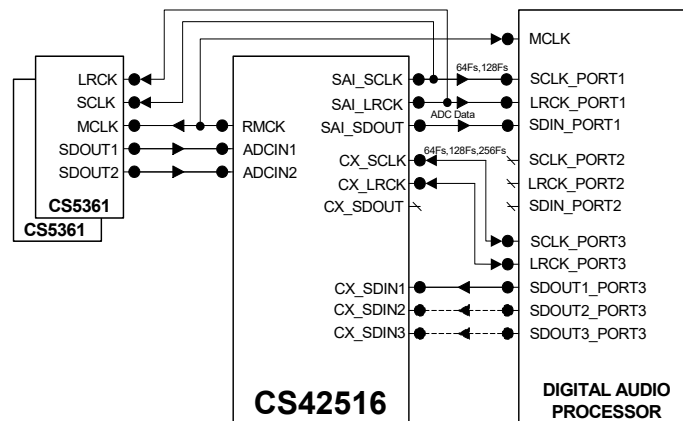 LRCK
SCLK
MCLK
SDOUT1
SDOUT2
CS5361
CS5361
RMCK
ADCIN1
ADCIN2
SAI_SCLK
SAI_LRCK
SAI_SDOUT
CX_SCLK
CX_LRCK
CX_SDOUT
CX_SDIN1
CX_SDIN2
CX_SDIN3
CS42516
64Fs,128Fs
ADC Data
64Fs,128Fs,256Fs
MCLK
SCLK_PORT1
LRCK_PORT1
SDIN_PORT1
SCLK_PORT2
LRCK_PORT2
SDIN_PORT2
SCLK_PORT3
LRCK_PORT3
SDOUT1_PORT3
SDOUT2_PORT3
SDOUT3_PORT3
DIGITAL AUDIO
PROCESSOR